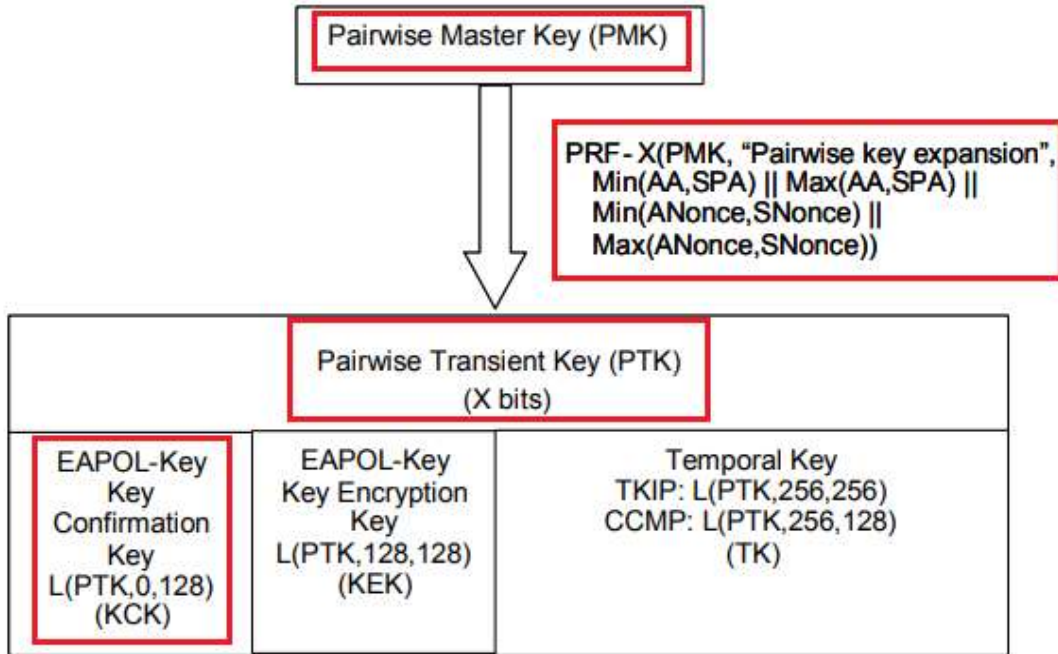 Pairwise Master Key (PMK)
PRF - X(PMK, “Pairwise key expansion”,
Min(AA,SPA) || Max(AA,SPA) ||
Min(ANonce,SNonce) ||
Max(ANonce,SNonce))
Pairwise Transient Key (PTK)
(X bits)
EAPOL-Key
Key
Confirmation
Key
L(PTK,0,128)
(KCK)
EAPOL-Key
Key Encryption
Key
L(PTK,128,128)
(KEK)
Temporal Key
TKIP: L(PTK,256,256)
CCMP: L(PTK,256,128)
(TK)